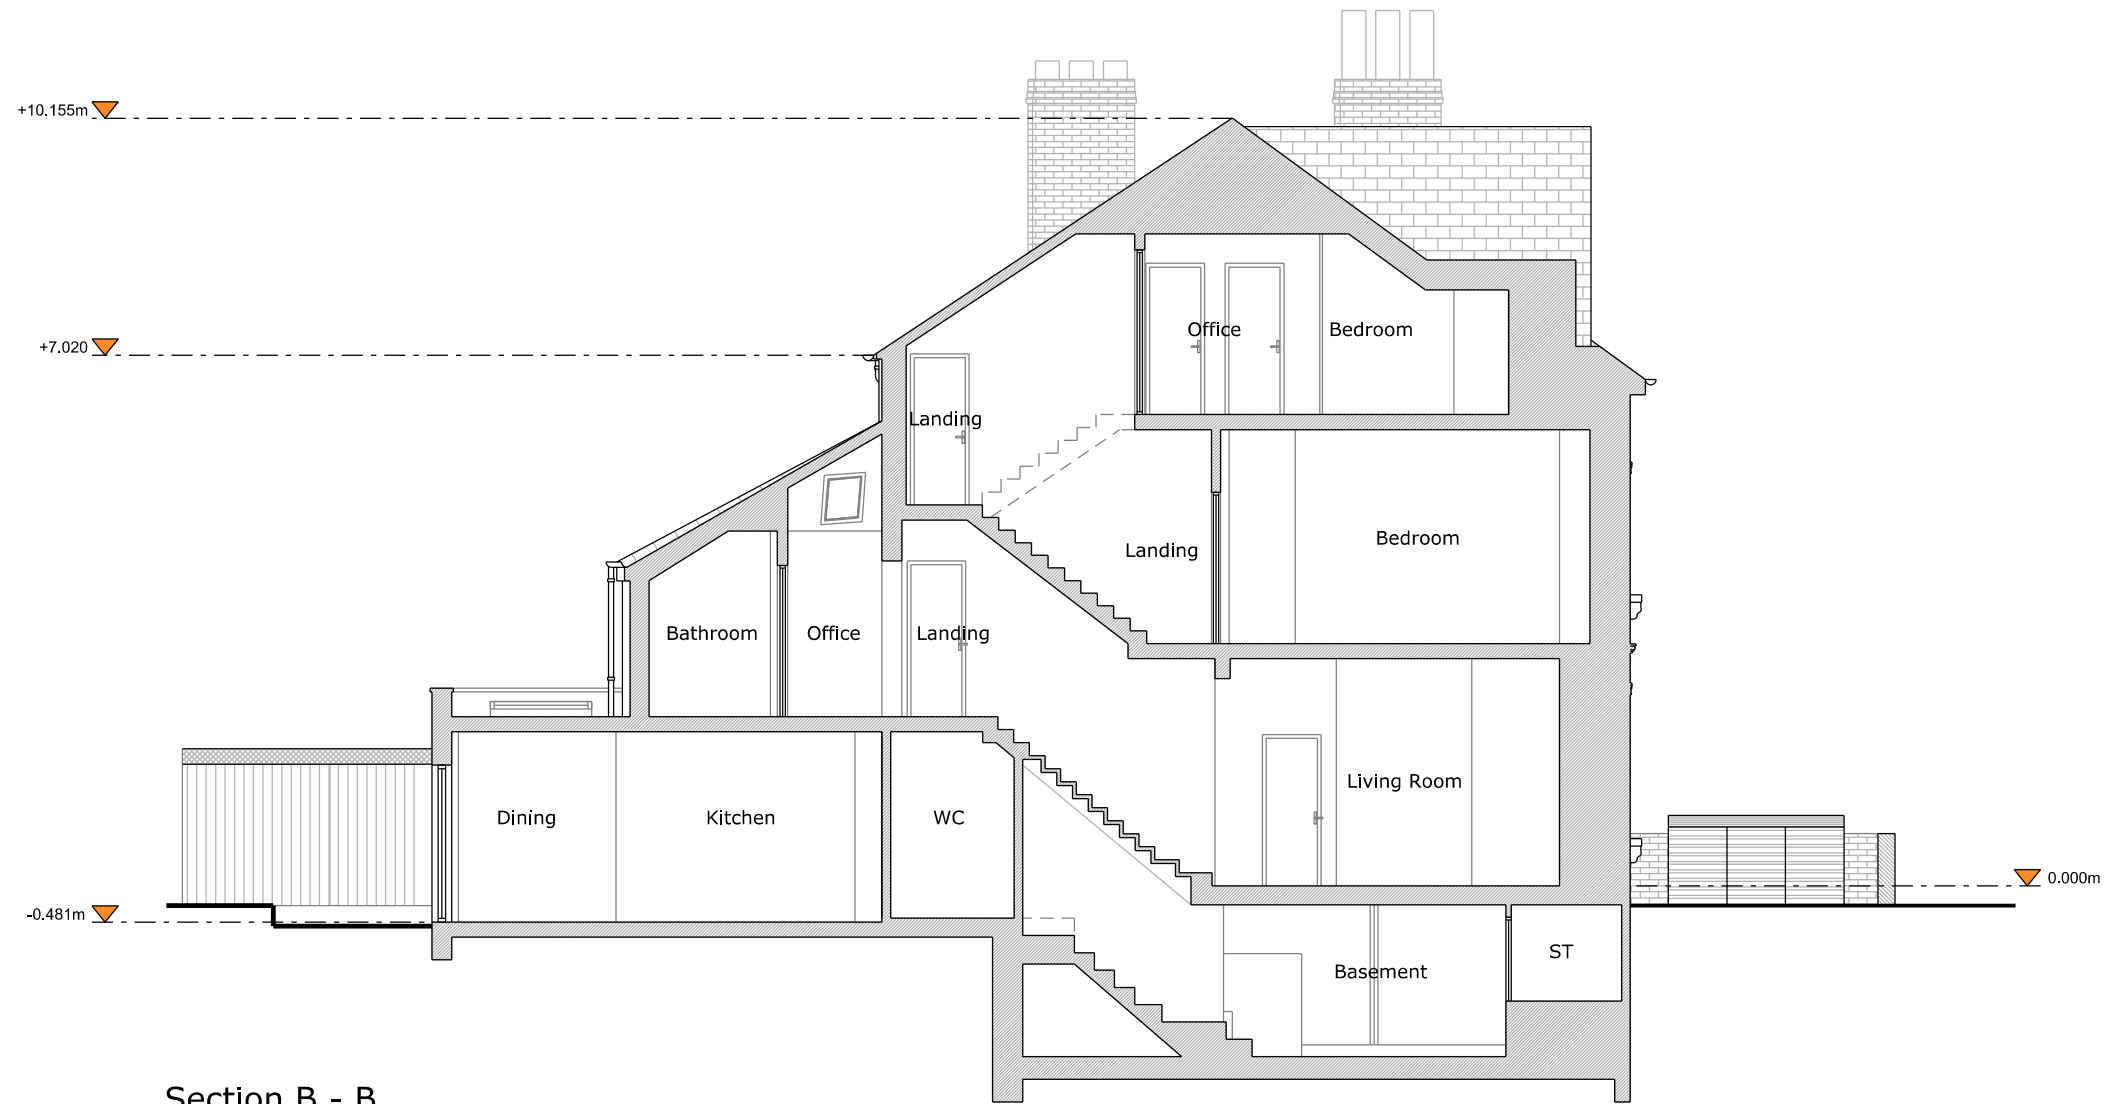 +10.155m
+7.020
Office
Bedroom
Landing
Bedroom
Landing
Bathroom
Office
Landing
Living Room
Dining
Kitchen
WC
0.000m
-0.481m
ST
Basement
Section B - B